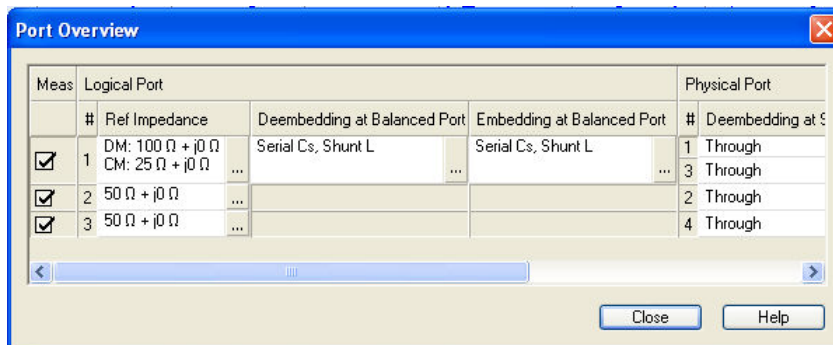 Port Overview
Meas Logical Port Physical Port
# Ref Impedance Deembedding at Balanced Port Embedding at Balanced Port # Deembedding at S
1 DM: 100 Ω + j0 Ω Serial Cs, Shunt L Serial Cs, Shunt L 1 Through
CM: 25 Ω + j0 Ω ... ... ... 3 Through
2 50 Ω + j0 Ω ... 2 Through
3 50 Ω + j0 Ω ... 4 Through
Close Help